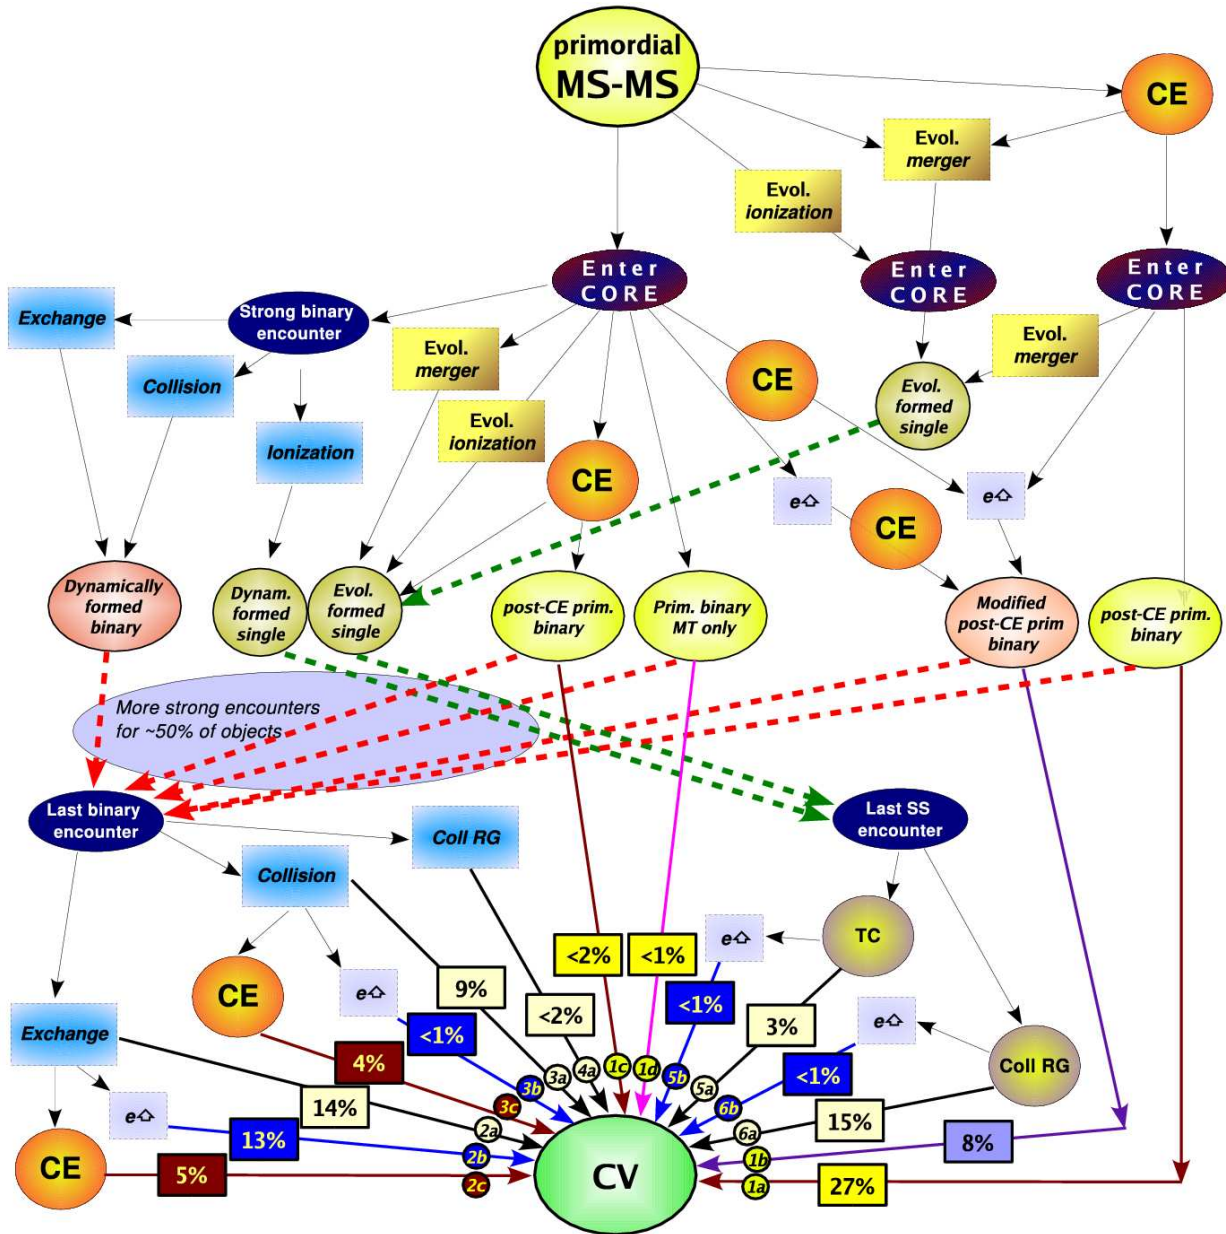 primordial
MS-MS
CE
Evol.
merger
Evol.
ionization
Enter
CORE
Enter
CORE
Enter
CORE
Exchange
Strong binary
encounter
Evol.
merger
Evol.
merger
Collision
CE
Evol.
formed
single
Ionization
Evol.
ionization
CE
e
e
CE
Dynamically
formed
binary
Dynam.
formed
single
Evol.
formed
single
post-CE prim.
binary
Prim. binary
MT only
Modified
post-CE prim
binary
post-CE prim.
binary
More strong encounters
for ~50% of objects
Last binary
encounter
Coll RG
Last SS
encounter
Collision
TC
e
CE
e
9%
<2%
<2%
<1%
<1%
3%
e
Exchange
<1%
4%
<1%
Coll RG
14%
3c
3b
3a
4a
1c
1d
5b
5a
6b
15%
e
13%
2a
6a
8%
CE
5%
2b
2c
CV
1b
1a
27%